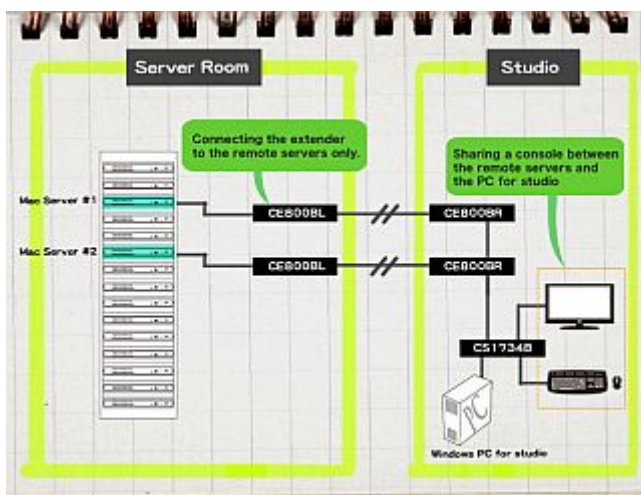 Server Room
Studio
Connecting the extender
to the remote servers only.
Sharing a console between
the remote servers and
the PC for studio
Mac Server #1
CE800BL
CE800BR
Mac Server #2
CE800BL
CE800BR
CS1734B
PC
Windows PC for studio